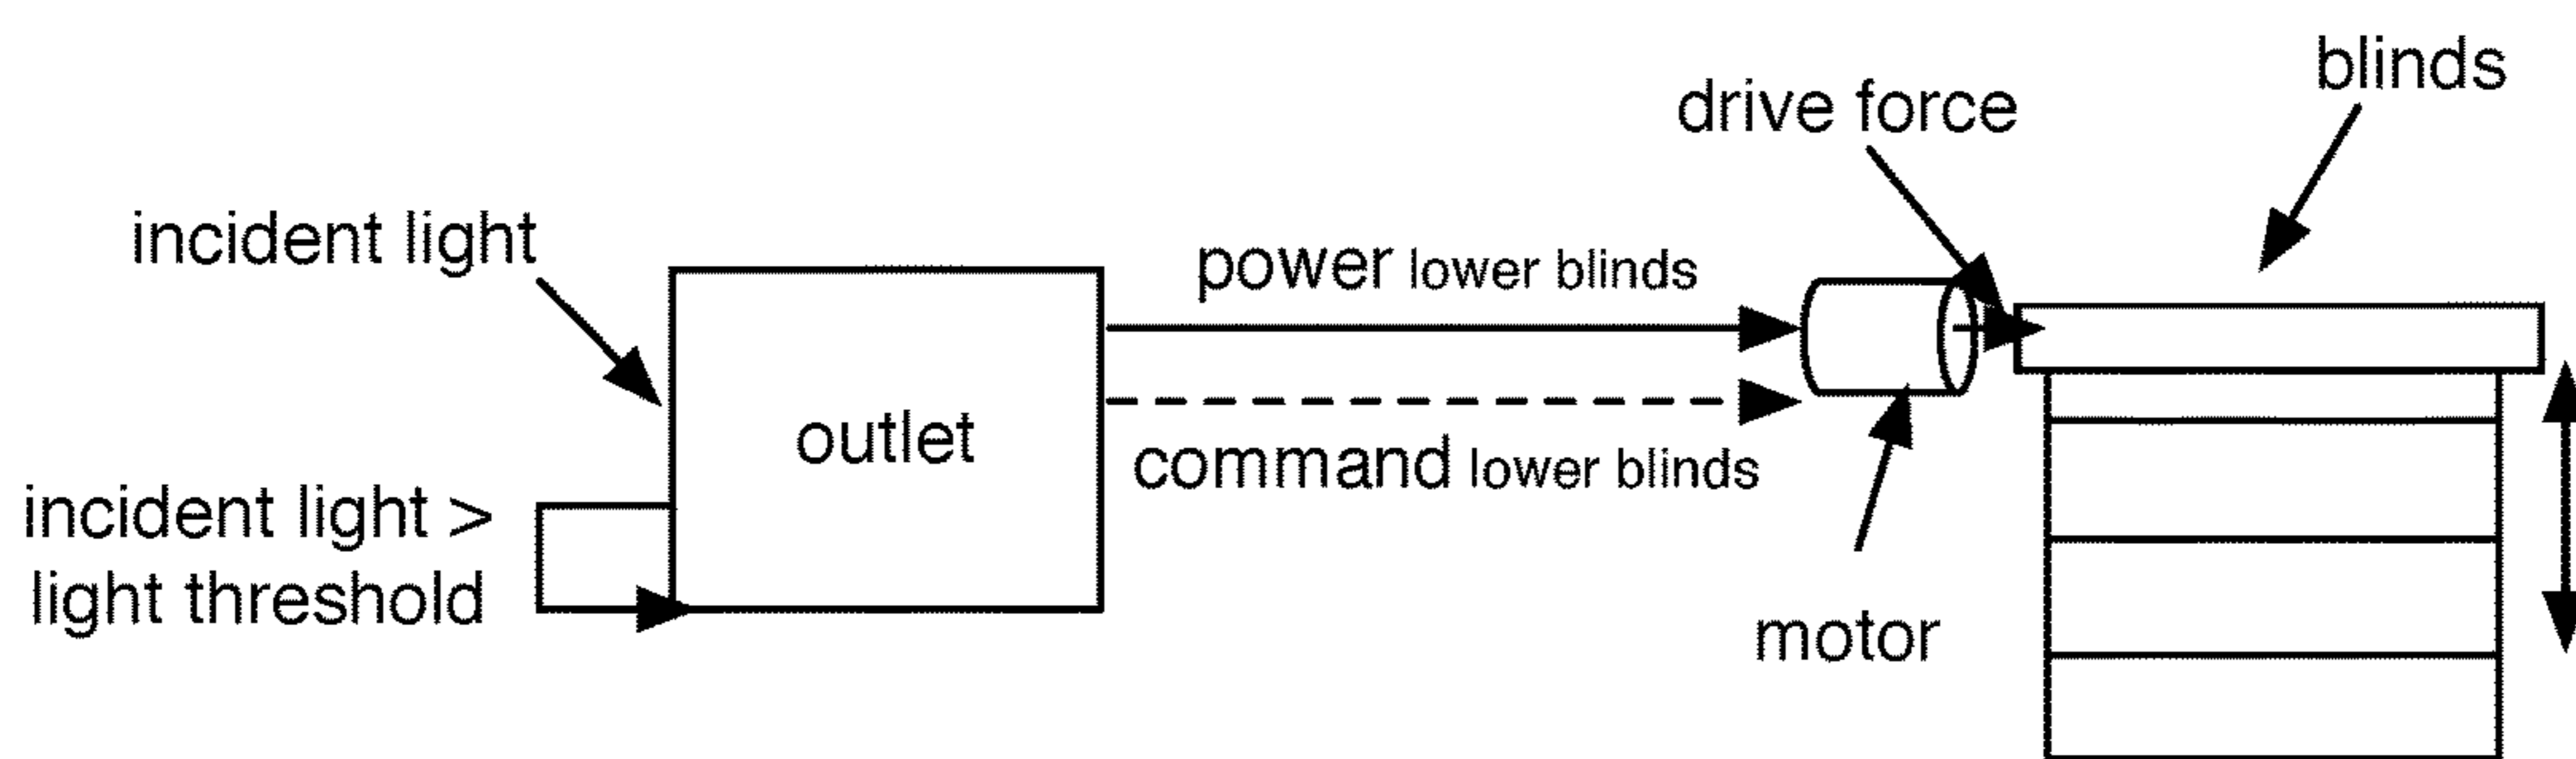 blinds
drive force
incident light
power lower blinds
outlet
command lower blinds
incident light >
light threshold
motor